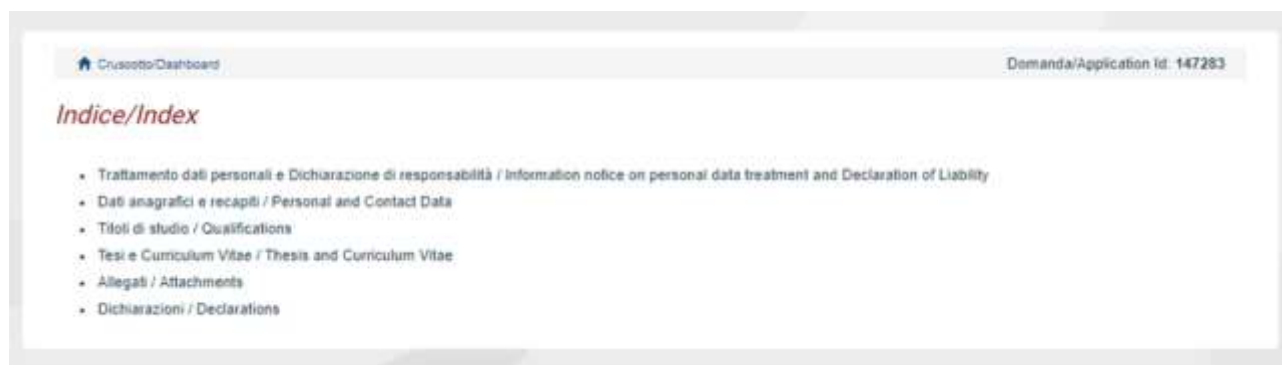 Cruscotto/Dashboard
Domanda/Application Id: 147283
Indice/Index
Trattamento dati personali e Dichiarazione di responsabilità / Information notice on personal data treatment and Declaration of Liability
Dati anagrafici e recapiti / Personal and Contact Data
Titoli di studio / Qualifications
Tesi e Curriculum Vitae / Thesis and Curriculum Vitae
Allegati / Attachments
Dichiarazioni / Declarations